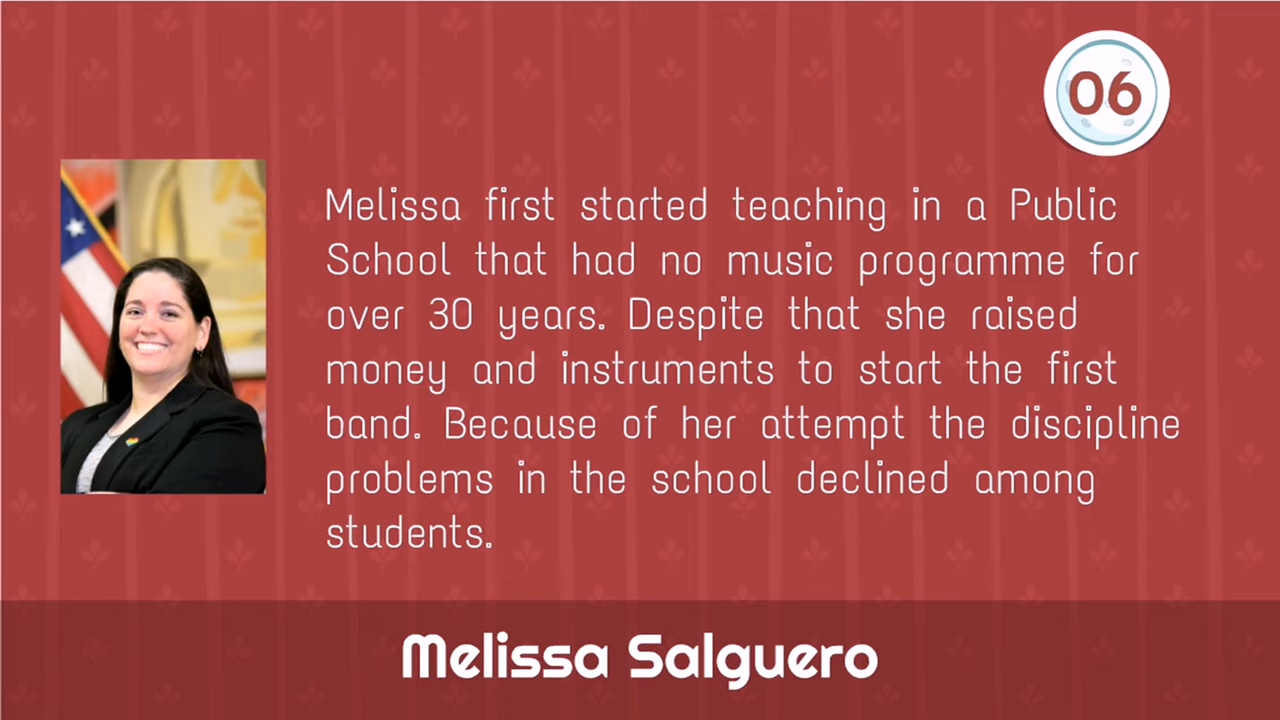 06
Melissa first started teaching in a Public
School that had no music programme for
over 30 years. Despite that she raised
money and instruments to start the first
band. Because of her attempt the discipline
problems in the school declined among
students.
Melissa Salguero